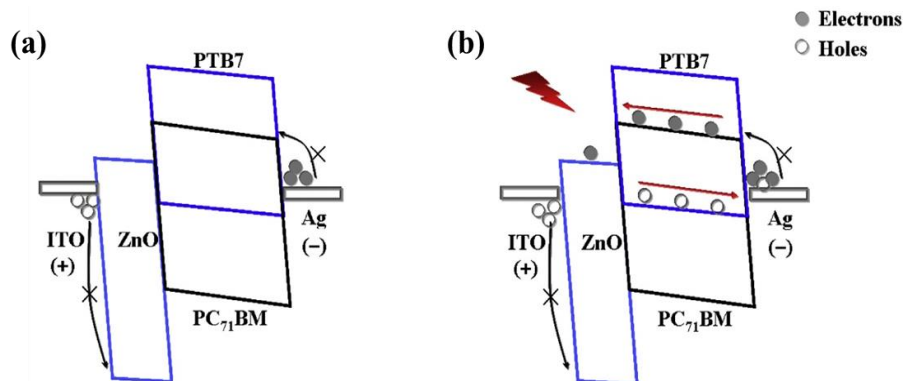 (a)
PTB7
ITO
(+)
ZnO
Ag
(−)
PC₇₁BM
(b)
Electrons
Holes
PTB7
ITO
(+)
ZnO
Ag
(−)
PC₇₁BM